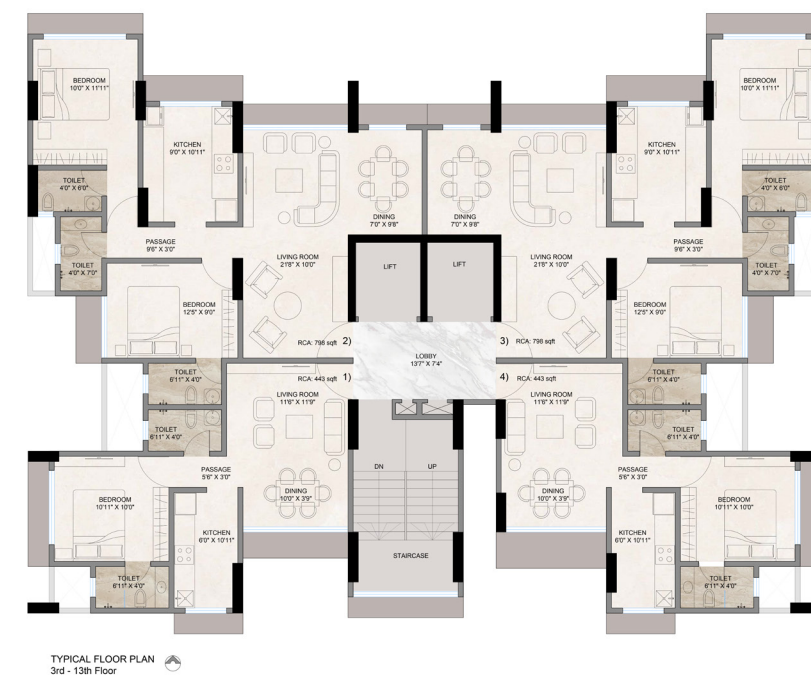 BEDROOM
10'0" X 11'11"
KITCHEN
9'0" X 10'11"
TOILET
4'0" X 6'0"
DINING
7'0" X 9'8"
PASSAGE
9'6" X 3'0"
LIVING ROOM
21'8" X 10'0"
TOILET
4'0" X 7'0"
BEDROOM
12'5" X 9'0"
RCA: 798 sqft 2)
BEDROOM
10'0" X 11'11"
KITCHEN
9'0" X 10'11"
TOILET
4'0" X 6'0"
DINING
7'0" X 9'8"
PASSAGE
9'6" X 3'0"
LIVING ROOM
21'8" X 10'0"
TOILET
4'0" X 7'0"
BEDROOM
12'5" X 9'0"
3) RCA: 798 sqft
LIFT
LIFT
LOBBY
13'7" X 7'4"
TOILET
6'11" X 4'0"
RCA: 443 sqft 1)
LIVING ROOM
11'6" X 11'9"
TOILET
6'11" X 4'0"
PASSAGE
5'6" X 3'0"
BEDROOM
10'11" X 10'0"
DINING
10'0" X 3'9"
KITCHEN
6'0" X 10'11"
TOILET
6'11" X 4'0"
DN
UP
STAIRCASE
4) RCA: 443 sqft
TOILET
6'11" X 4'0"
LIVING ROOM
11'6" X 11'9"
TOILET
6'11" X 4'0"
PASSAGE
5'6" X 3'0"
BEDROOM
10'11" X 10'0"
DINING
10'0" X 3'9"
KITCHEN
6'0" X 10'11"
TOILET
6'11" X 4'0"
TYPICAL FLOOR PLAN
3rd - 13th Floor